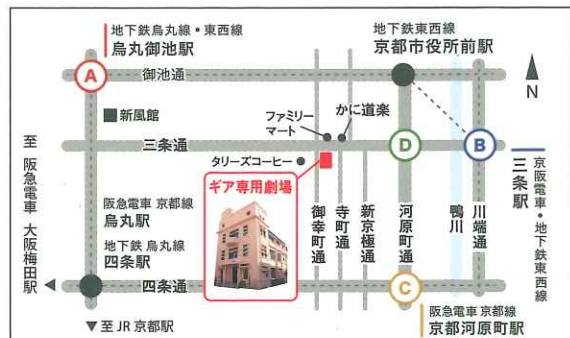 地下鉄烏丸線・東西線
烏丸御池駅
地下鉄東西線
京都市役所前駅
A
御池通
N
新風館
ファミリー
マート
かに道楽
三条通
D
B
タリーズコーヒー
ギア専用劇場
至 阪急電車 大阪梅田駅
阪急電車 京都線
烏丸駅
地下鉄 烏丸線
四条駅
御幸町通
寺町通
新京極通
河原町通
鴨川
川端通
三条駅
京阪電車・地下鉄東西線
四条通
C
▼至JR京都駅
阪急電車 京都線
京都河原町駅